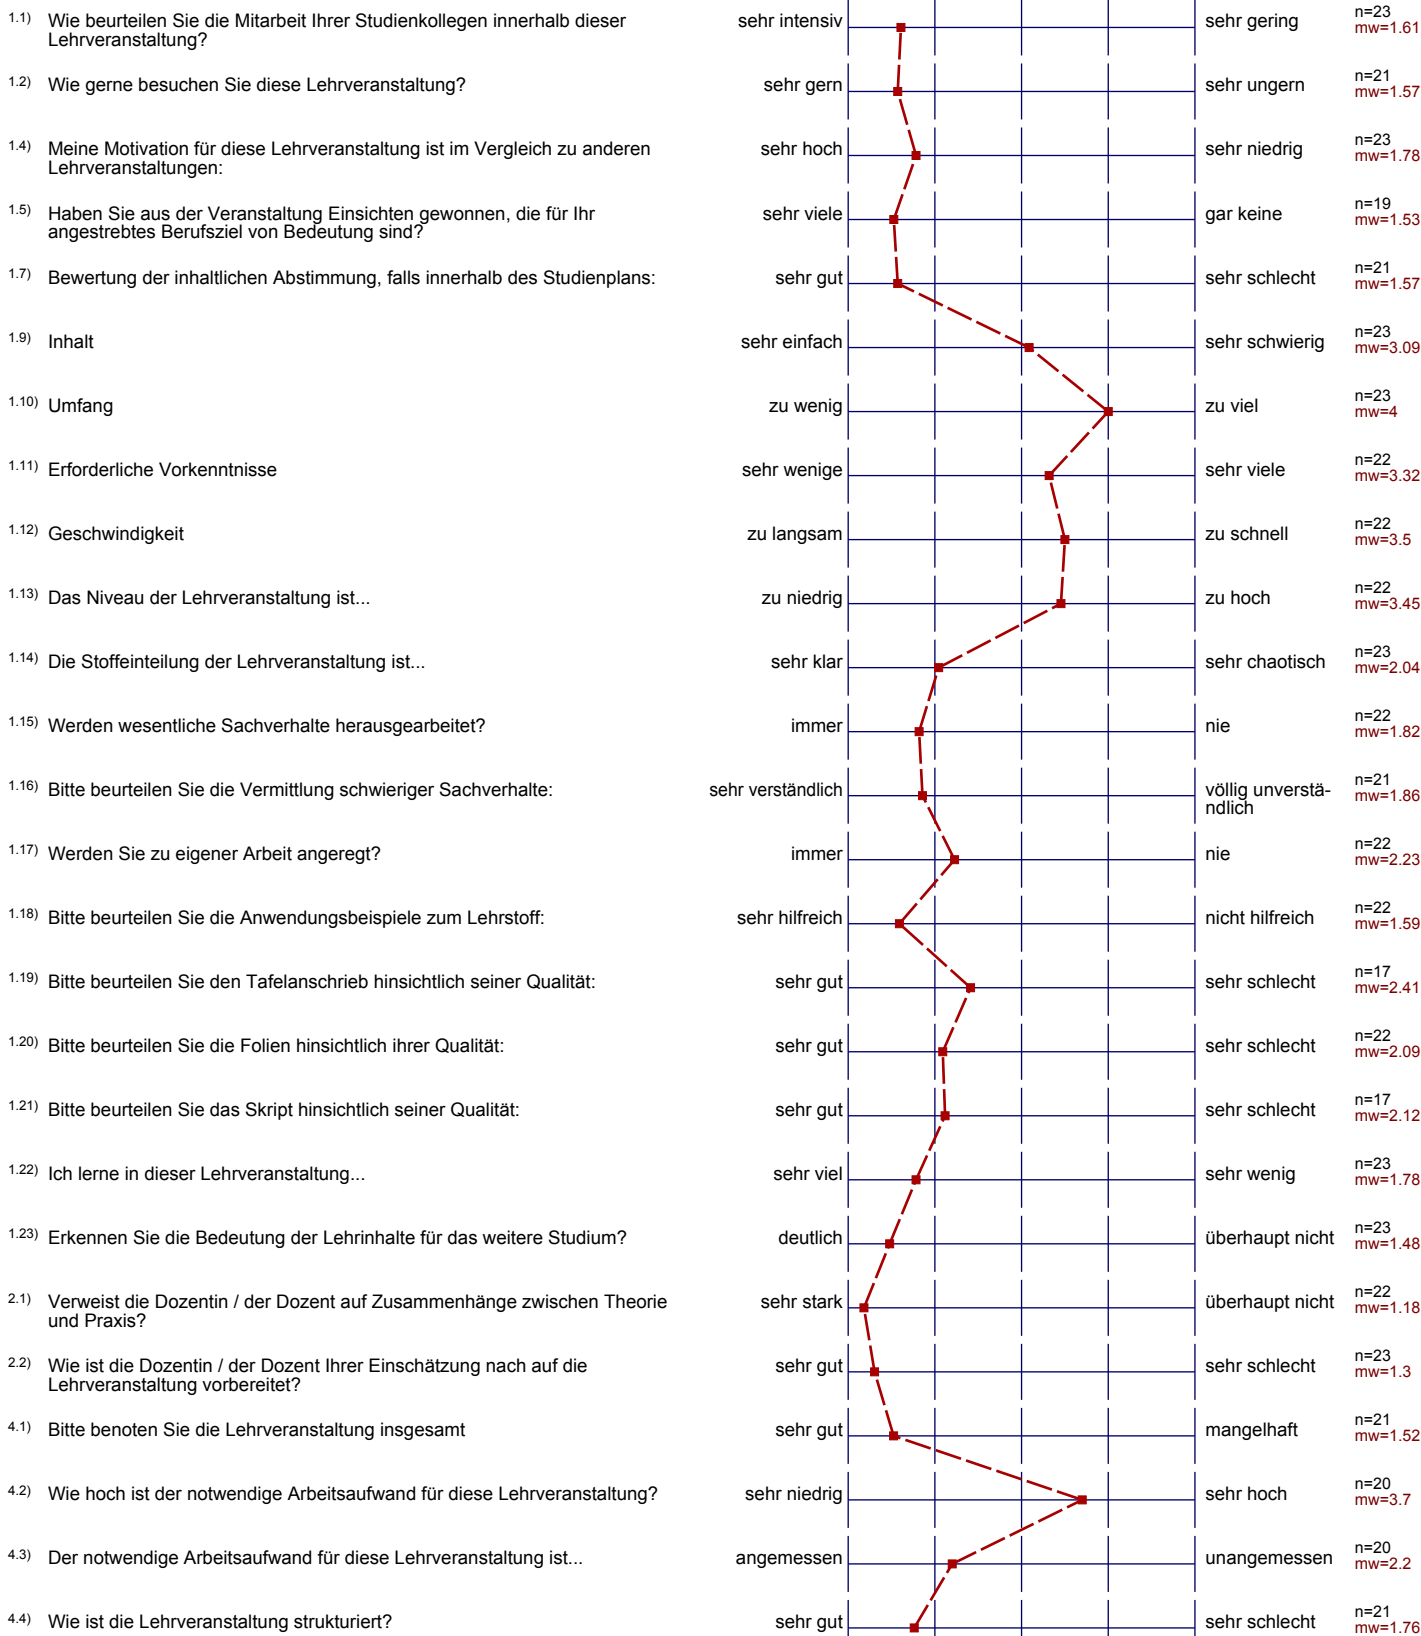 1.1) Wie beurteilen Sie die Mitarbeit Ihrer Studienkollegen innerhalb dieser sehr intensiv sehr gering n=23
Lehrveranstaltung? mw=1.61
1.2) Wie gerne besuchen Sie diese Lehrveranstaltung? sehr gern sehr ungern n=21
mw=1.57
1.4) Meine Motivation für diese Lehrveranstaltung ist im Vergleich zu anderen sehr hoch sehr niedrig n=23
Lehrveranstaltungen: mw=1.78
1.5) Haben Sie aus der Veranstaltung Einsichten gewonnen, die für Ihr sehr viele gar keine n=19
angestrebtes Berufsziel von Bedeutung sind? mw=1.53
1.7) Bewertung der inhaltlichen Abstimmung, falls innerhalb des Studienplans: sehr gut sehr schlecht n=21
mw=1.57
1.9) Inhalt sehr einfach sehr schwierig n=23
mw=3.09
1.10) Umfang zu wenig zu viel n=23
mw=4
1.11) Erforderliche Vorkenntnisse sehr wenige sehr viele n=22
mw=3.32
1.12) Geschwindigkeit zu langsam zu schnell n=22
mw=3.5
1.13) Das Niveau der Lehrveranstaltung ist... zu niedrig zu hoch n=22
mw=3.45
1.14) Die Stoffeinteilung der Lehrveranstaltung ist... sehr klar sehr chaotisch n=23
mw=2.04
1.15) Werden wesentliche Sachverhalte herausgearbeitet? immer nie n=22
mw=1.82
1.16) Bitte beurteilen Sie die Vermittlung schwieriger Sachverhalte: sehr verständlich völlig unverstä- n=21
ndlich mw=1.86
1.17) Werden Sie zu eigener Arbeit angeregt? immer nie n=22
mw=2.23
1.18) Bitte beurteilen Sie die Anwendungsbeispiele zum Lehrstoff: sehr hilfreich nicht hilfreich n=22
mw=1.59
1.19) Bitte beurteilen Sie den Tafelanschrieb hinsichtlich seiner Qualität: sehr gut sehr schlecht n=17
mw=2.41
1.20) Bitte beurteilen Sie die Folien hinsichtlich ihrer Qualität: sehr gut sehr schlecht n=22
mw=2.09
1.21) Bitte beurteilen Sie das Skript hinsichtlich seiner Qualität: sehr gut sehr schlecht n=17
mw=2.12
1.22) Ich lerne in dieser Lehrveranstaltung... sehr viel sehr wenig n=23
mw=1.78
1.23) Erkennen Sie die Bedeutung der Lehrinhalte für das weitere Studium? deutlich überhaupt nicht n=23
mw=1.48
2.1) Verweist die Dozentin / der Dozent auf Zusammenhänge zwischen Theorie sehr stark überhaupt nicht n=22
und Praxis? mw=1.18
2.2) Wie ist die Dozentin / der Dozent Ihrer Einschätzung nach auf die sehr gut sehr schlecht n=23
Lehrveranstaltung vorbereitet? mw=1.3
4.1) Bitte benoten Sie die Lehrveranstaltung insgesamt sehr gut mangelhaft n=21
mw=1.52
4.2) Wie hoch ist der notwendige Arbeitsaufwand für diese Lehrveranstaltung? sehr niedrig sehr hoch n=20
mw=3.7
4.3) Der notwendige Arbeitsaufwand für diese Lehrveranstaltung ist... angemessen unangemessen n=20
mw=2.2
4.4) Wie ist die Lehrveranstaltung strukturiert? sehr gut sehr schlecht n=21
mw=1.76